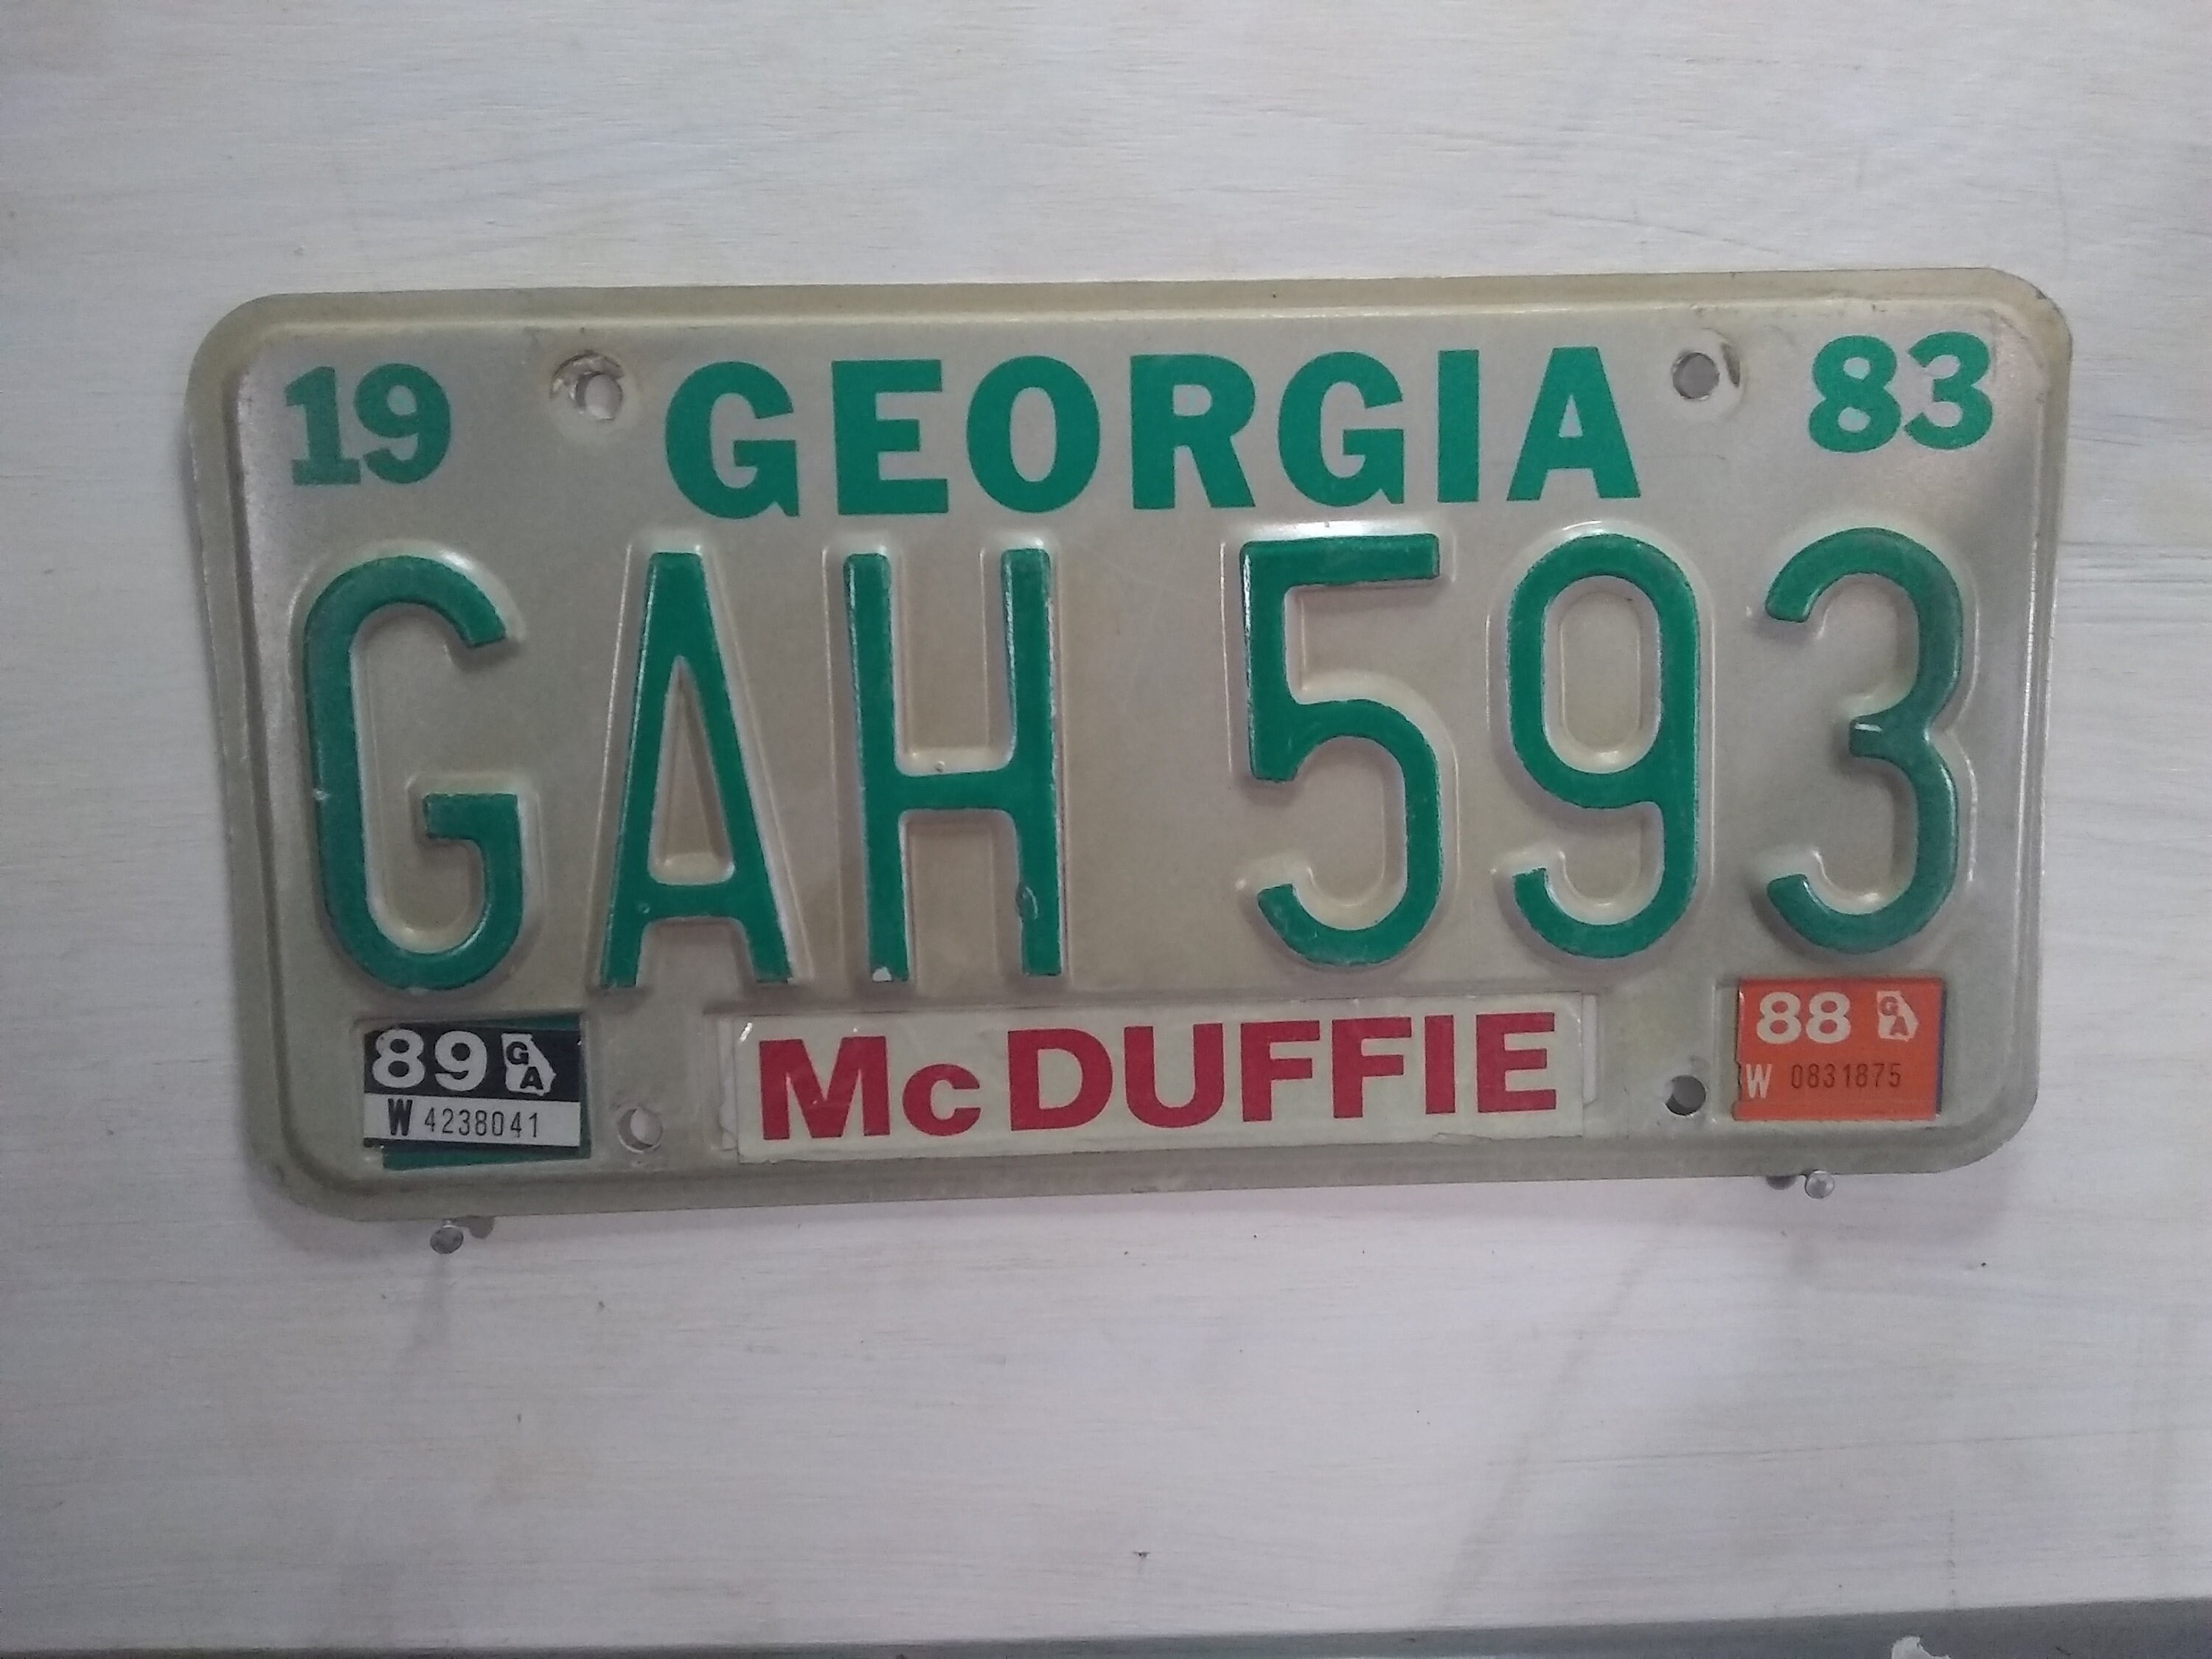 19 GEORGIA 83
GAH 593
89 GA
W 4238041
McDUFFIE
88 GA
W 0831875